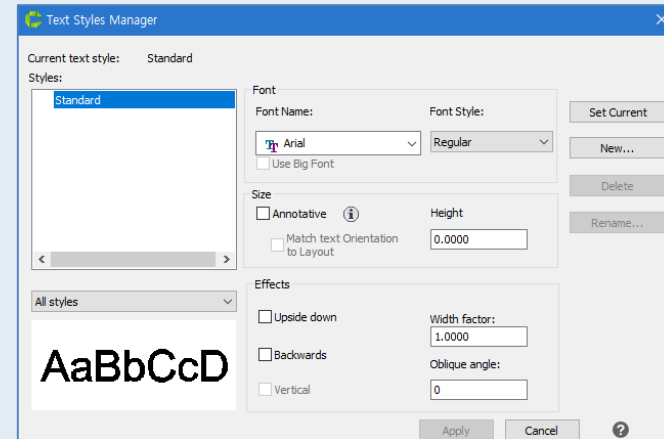 Text Styles Manager
Current text style: Standard
Styles:
Standard
All styles
AaBbCcD
Font
Font Name:
Font Style:
Arial
Regular
Use Big Font
Size
Annotative
Height
Match text Orientation
to Layout
0.0000
Effects
Upside down
Width factor:
1.0000
Backwards
Oblique angle:
Vertical
0
Set Current
New...
Delete
Rename...
Apply
Cancel